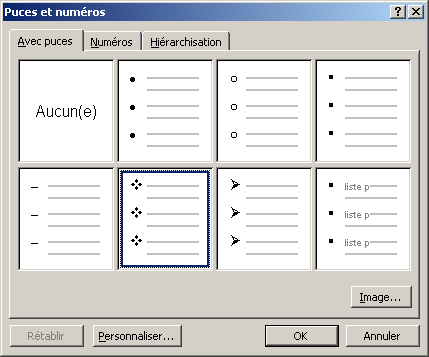 Puces et numéros
Avec puces
Numéros
Hiérarchisation
Aucun(e)
liste p
liste p
liste p
Image...
Rétablir
Personnaliser...
OK
Annuler